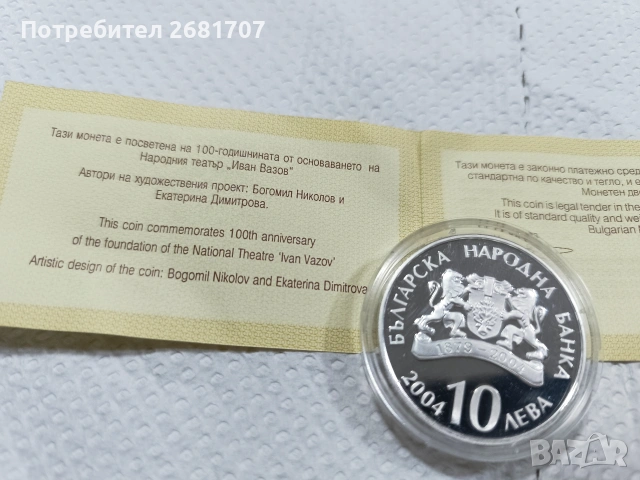 Потребител 2681707
Тази монета е посветена на 100-годишнината от основаването на
Народния театър „Иван Вазов"
Автори на художествения проект: Богомил Николов и
Екатерина Димитрова.
This coin commemorates 100th anniversary
of the foundation of the National Theatre 'Ivan Vazov'
Artistic design of the coin: Bogomil Nikolov and Ekaterina Dimitrova
Тази монета е законно платежно сред
стандартна по качество и тегло, и е
Монетен дв
This coin is legal tender in the
It is of standard quality and wei
Bulgarian
БЪЛГАРСКА НАРОДНА БАНКА
1879 - 2004
2004 10 ЛЕВА
BAZAR